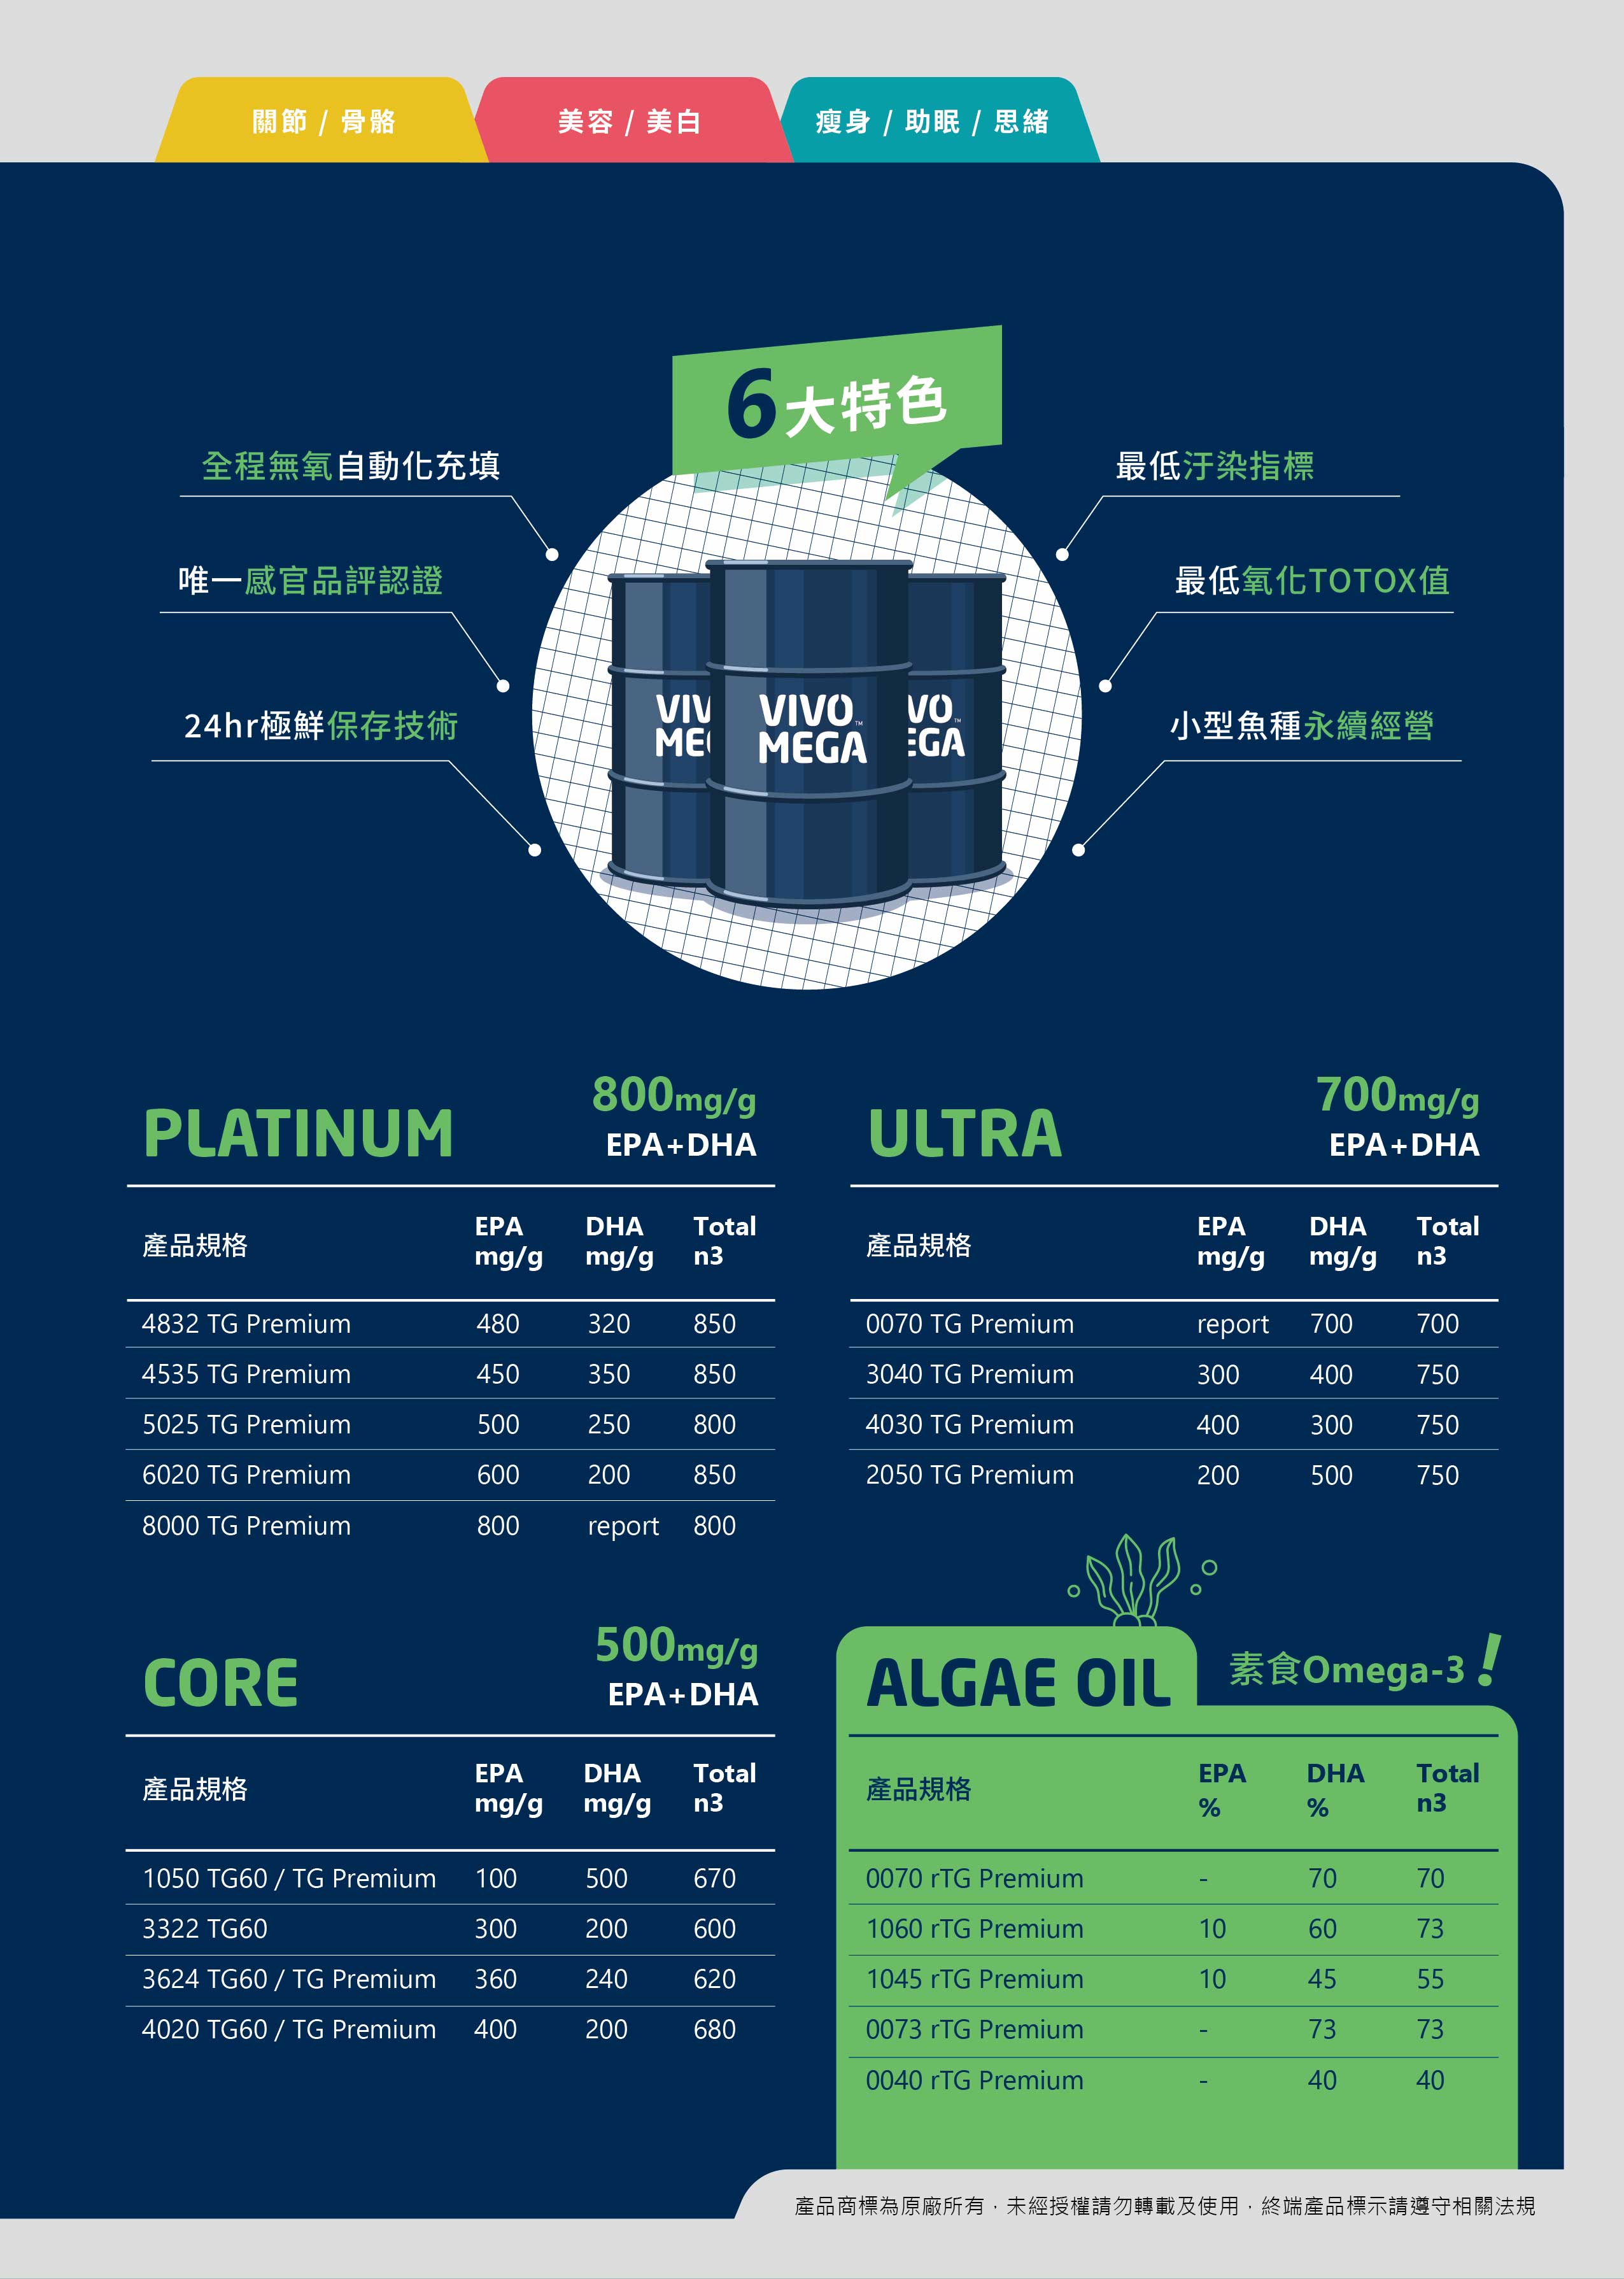 關節 / 骨骼
美容 / 美白
瘦身 / 助眠 / 思緒
6大特色
全程無氧自動化充填
唯一感官品評認證
24hr極鮮保存技術
最低汙染指標
最低氧化TOTOX值
小型魚種永續經營
VIVO MEGA
VIVO™ MEGA
VO™ EGA
PLATINUM
800mg/g
EPA+DHA
產品規格 EPA mg/g DHA mg/g Total n3
4832 TG Premium 480 320 850
4535 TG Premium 450 350 850
5025 TG Premium 500 250 800
6020 TG Premium 600 200 850
8000 TG Premium 800 report 800
ULTRA
700mg/g
EPA+DHA
產品規格 EPA mg/g DHA mg/g Total n3
0070 TG Premium report 700 700
3040 TG Premium 300 400 750
4030 TG Premium 400 300 750
2050 TG Premium 200 500 750
CORE
500mg/g
EPA+DHA
產品規格 EPA mg/g DHA mg/g Total n3
1050 TG60 / TG Premium 100 500 670
3322 TG60 300 200 600
3624 TG60 / TG Premium 360 240 620
4020 TG60 / TG Premium 400 200 680
ALGAE OIL
素食Omega-3!
產品規格 EPA % DHA % Total n3
0070 rTG Premium - 70 70
1060 rTG Premium 10 60 73
1045 rTG Premium 10 45 55
0073 rTG Premium - 73 73
0040 rTG Premium - 40 40
產品商標為原廠所有，未經授權請勿轉載及使用，終端產品標示請遵守相關法規